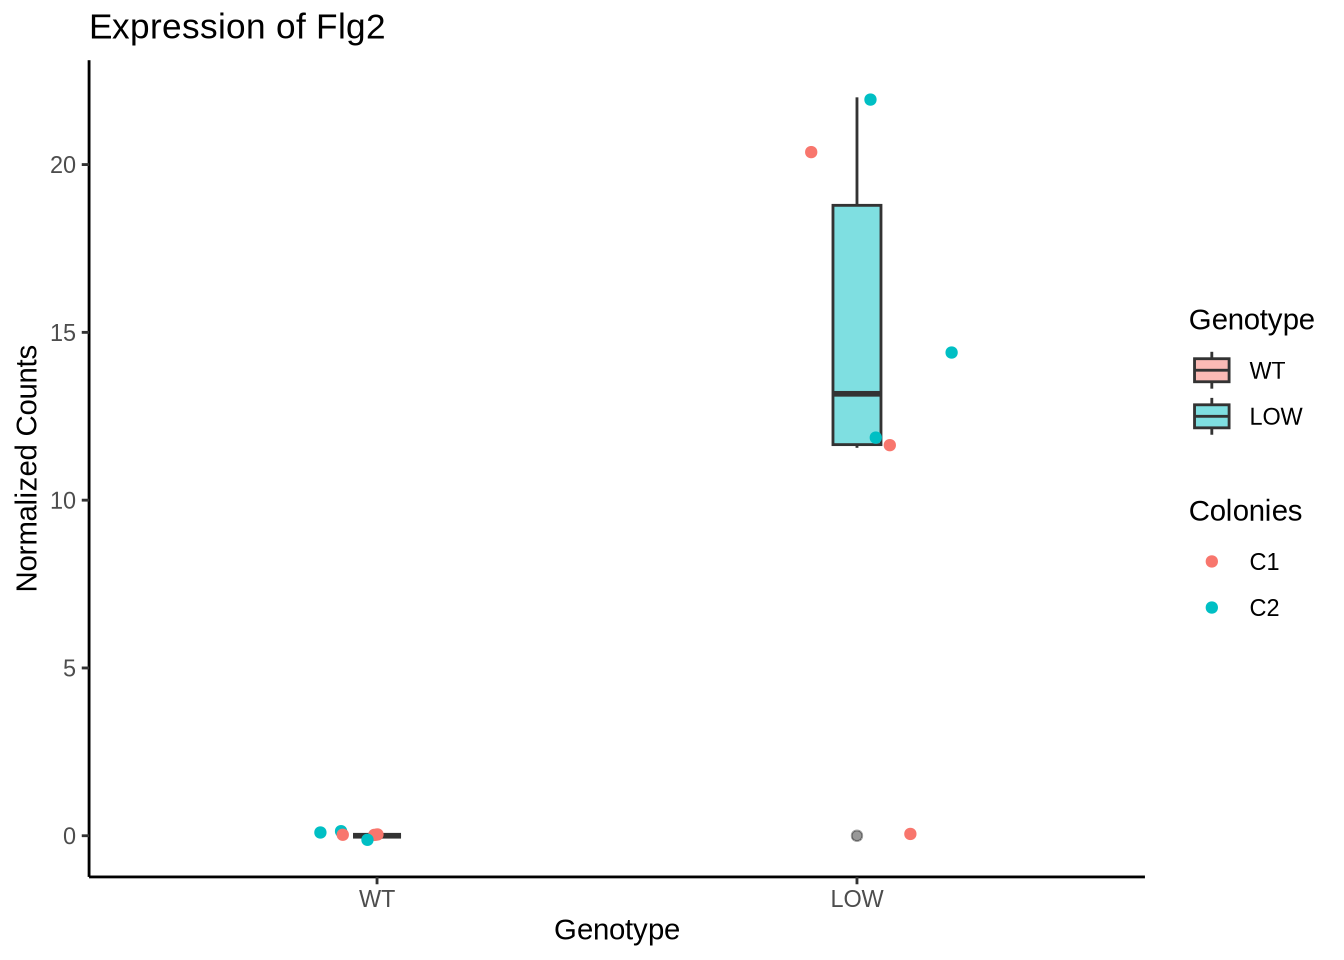 Expression of Flg2
Normalized Counts
20
15
10
5
0
WT
LOW
Genotype
Genotype
WT
LOW
Colonies
C1
C2